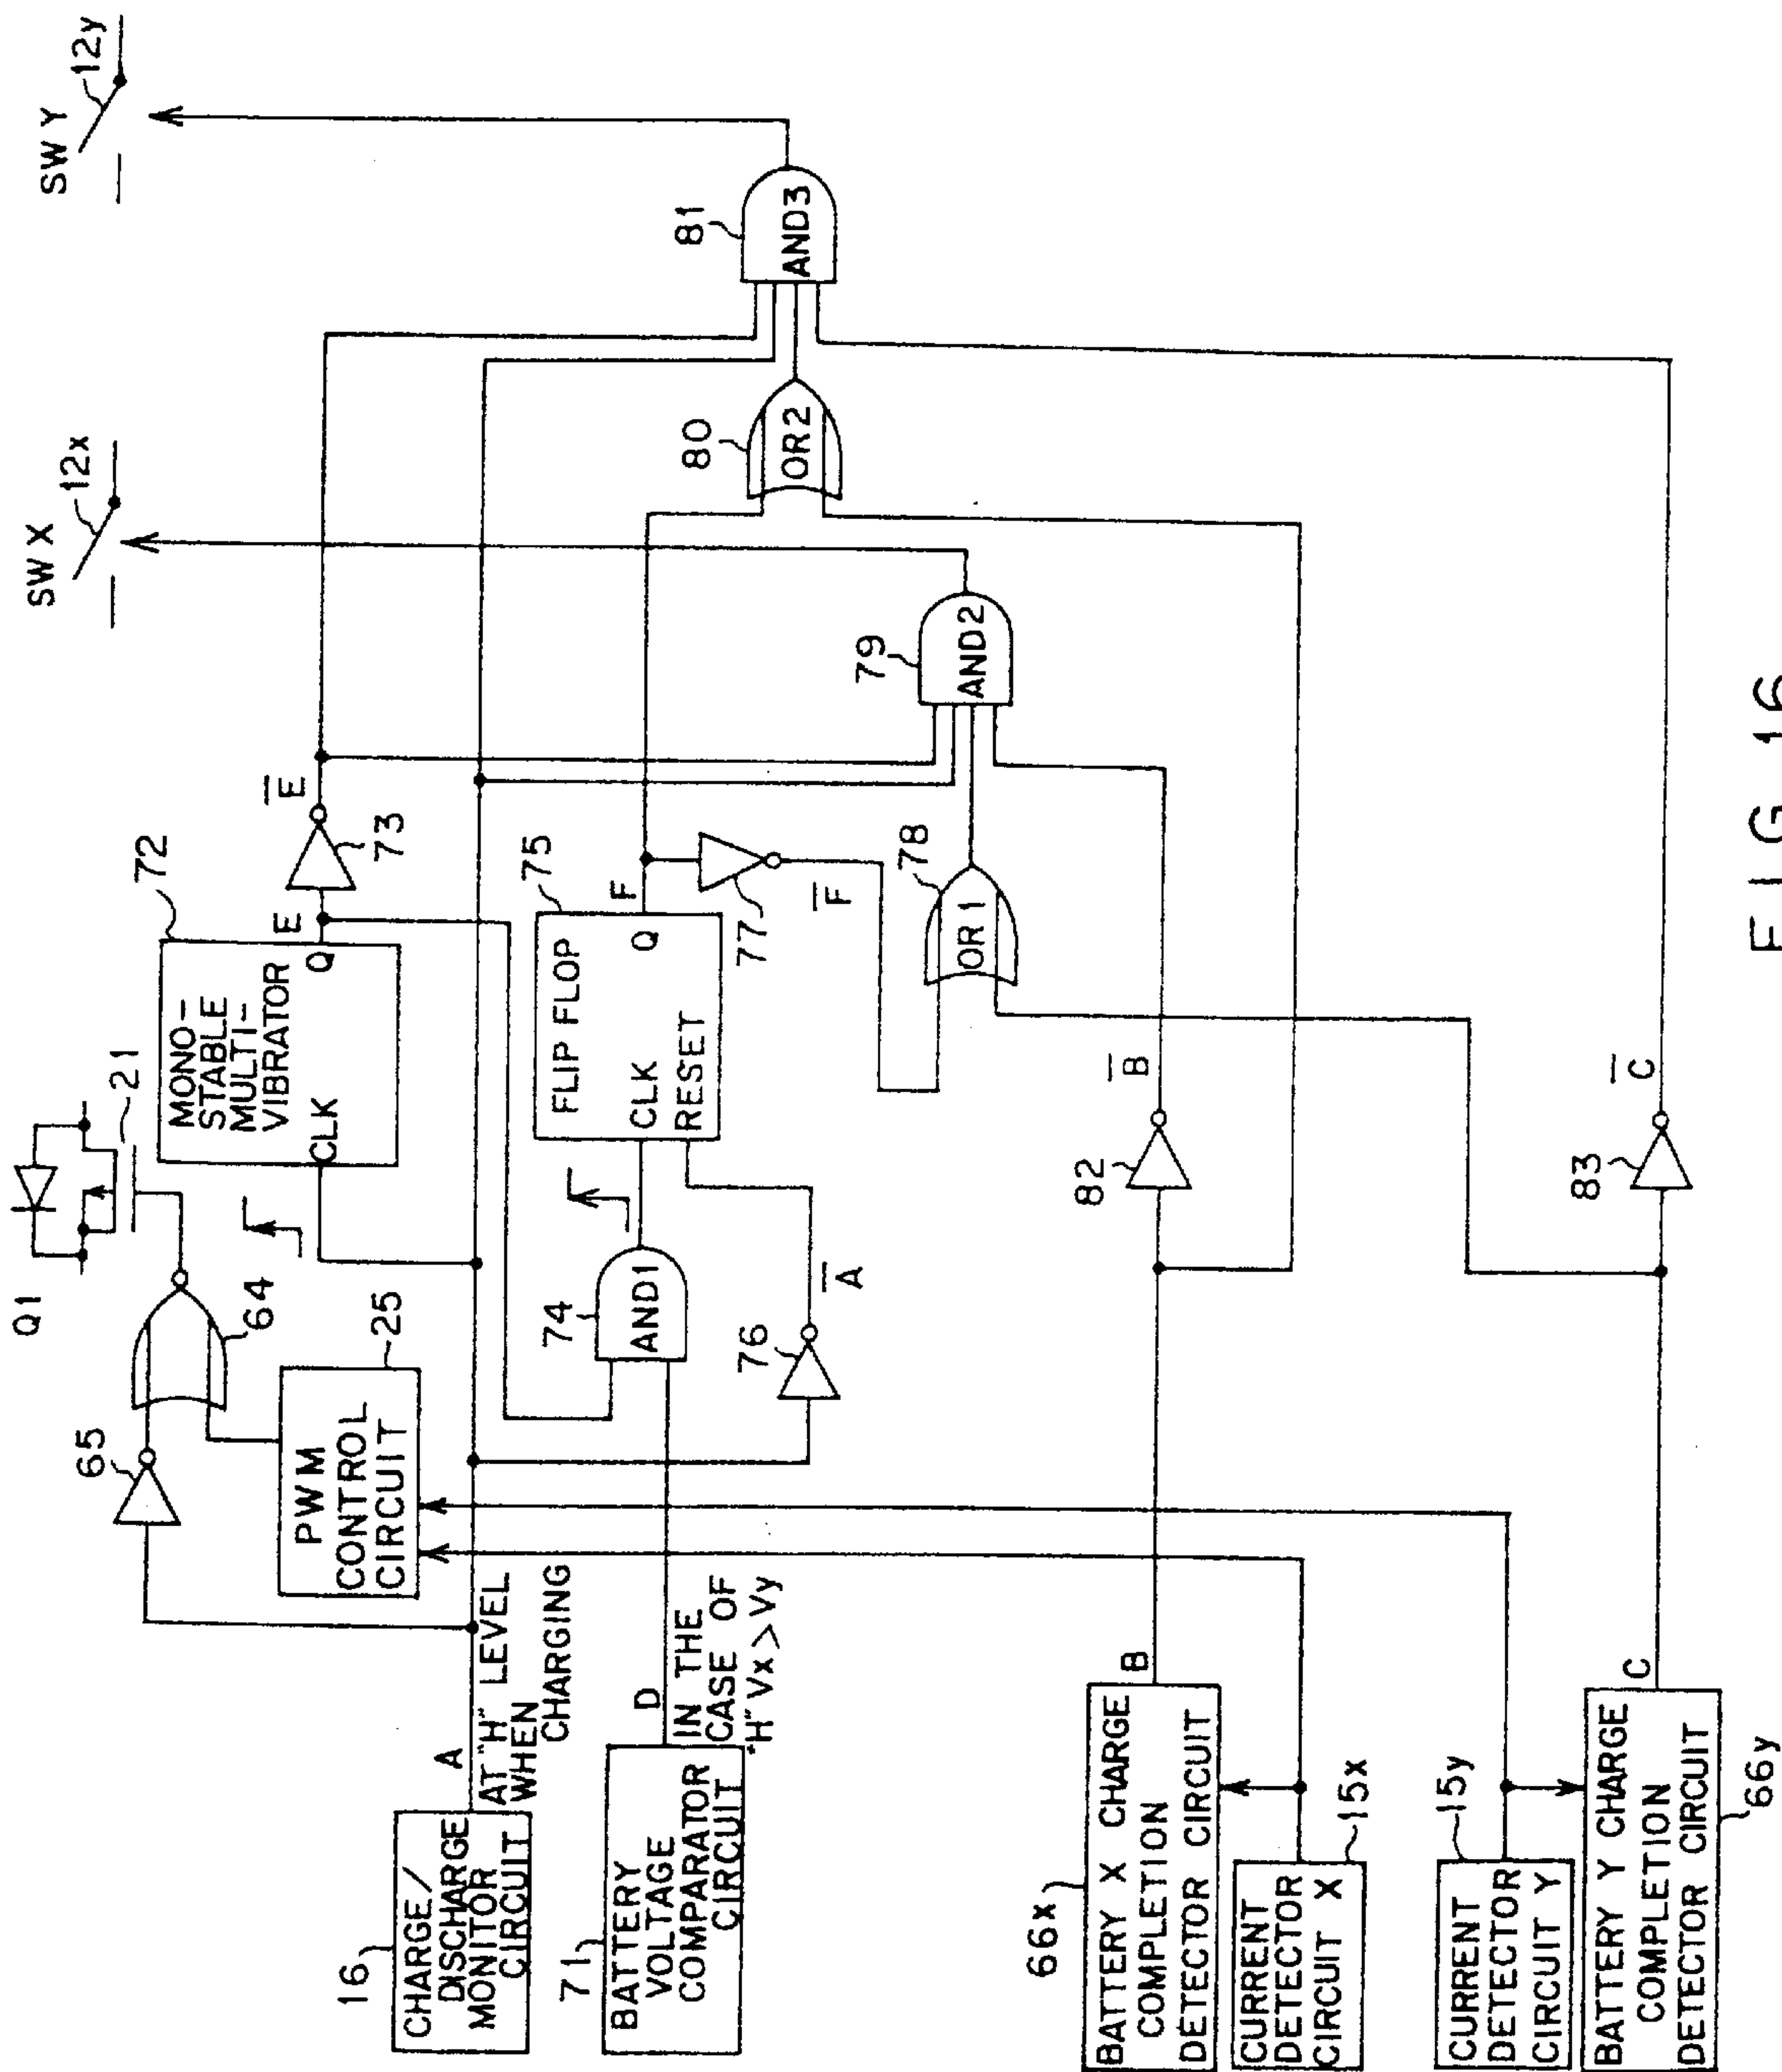 SW X
12x
SW Y
12y
Q1
21
65
64
PWM
CONTROL
CIRCUIT
25
72
MONO-
STABLE
MULTI-
VIBRATOR
CLK
Q
E
E̅
73
16
CHARGE/
DISCHARGE
MONITOR
CIRCUIT
A
AT "H" LEVEL
WHEN
CHARGING
71
BATTERY
VOLTAGE
COMPARATOR
CIRCUIT
D
IN THE
CASE OF
"H" Vx>Vy
74
AND1
76
A̅
75
FLIP FLOP
CLK
RESET
Q
F
77
F̅
78
OR1
79
AND2
80
OR2
81
AND3
66x
BATTERY X CHARGE
COMPLETION
DETECTOR CIRCUIT
B
82
B̅
CURRENT
DETECTOR
CIRCUIT X
15x
CURRENT
DETECTOR
CIRCUIT Y
15y
BATTERY Y CHARGE
COMPLETION
DETECTOR CIRCUIT
66y
C
83
C̅
FIG 16